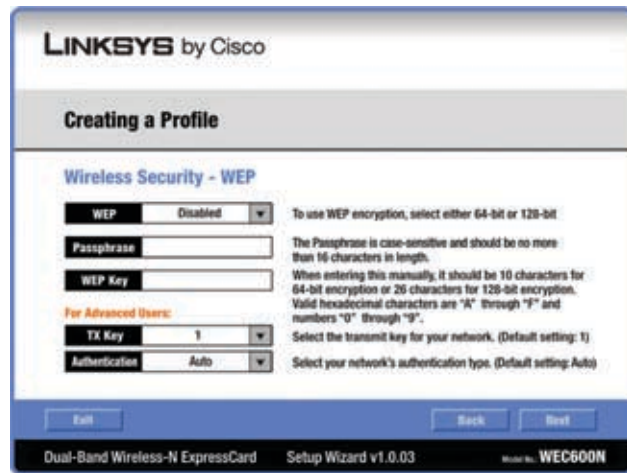 LINKSYS by Cisco
Creating a Profile
Wireless Security - WEP
WEP Disabled To use WEP encryption, select either 64-bit or 128-bit
Passphrase The Passphrase is case-sensitive and should be no more
than 16 characters in length.
WEP Key When entering this manually, it should be 10 characters for
64-bit encryption or 26 characters for 128-bit encryption.
Valid hexadecimal characters are "A" through "F" and
numbers "0" through "9".
For Advanced Users:
TX Key 1 Select the transmit key for your network. (Default setting: 1)
Authentication Auto Select your network's authentication type. (Default setting: Auto)
Exit Back Next
Dual-Band Wireless-N ExpressCard Setup Wizard v1.0.03 Model No. WEC600N